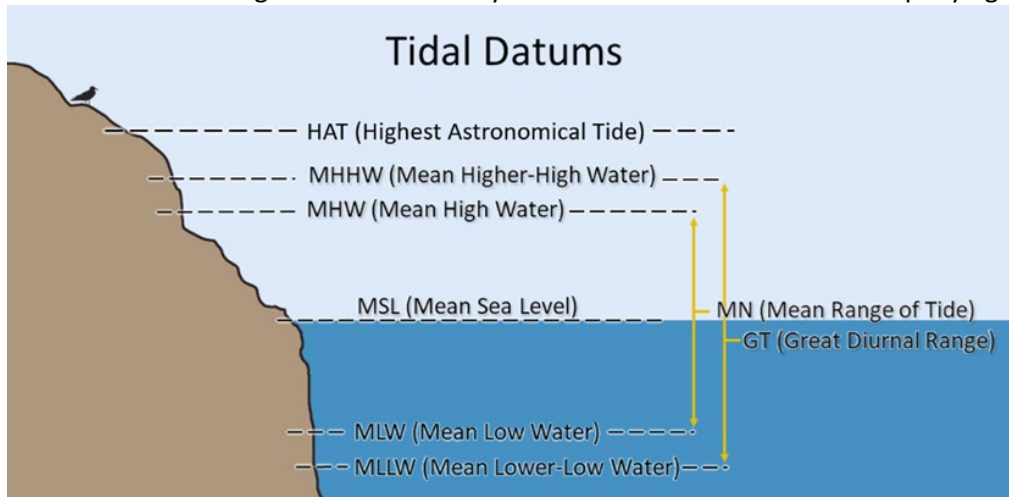 Tidal Datums
HAT (Highest Astronomical Tide)
MHHW (Mean Higher-High Water)
MHW (Mean High Water)
MSL (Mean Sea Level)
MN (Mean Range of Tide)
GT (Great Diurnal Range)
MLW (Mean Low Water)
MLLW (Mean Lower-Low Water)